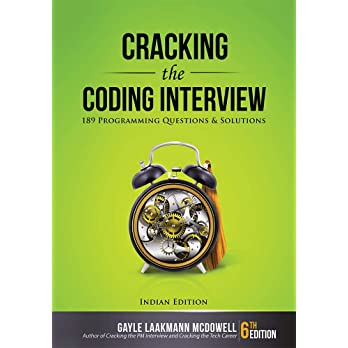 CRACKING
the
CODING INTERVIEW
189 PROGRAMMING QUESTIONS & SOLUTIONS
INDIAN EDITION
GAYLE LAAKMANN MCDOWELL
Author of Cracking the PM Interview and Cracking the Tech Career
6TH EDITION